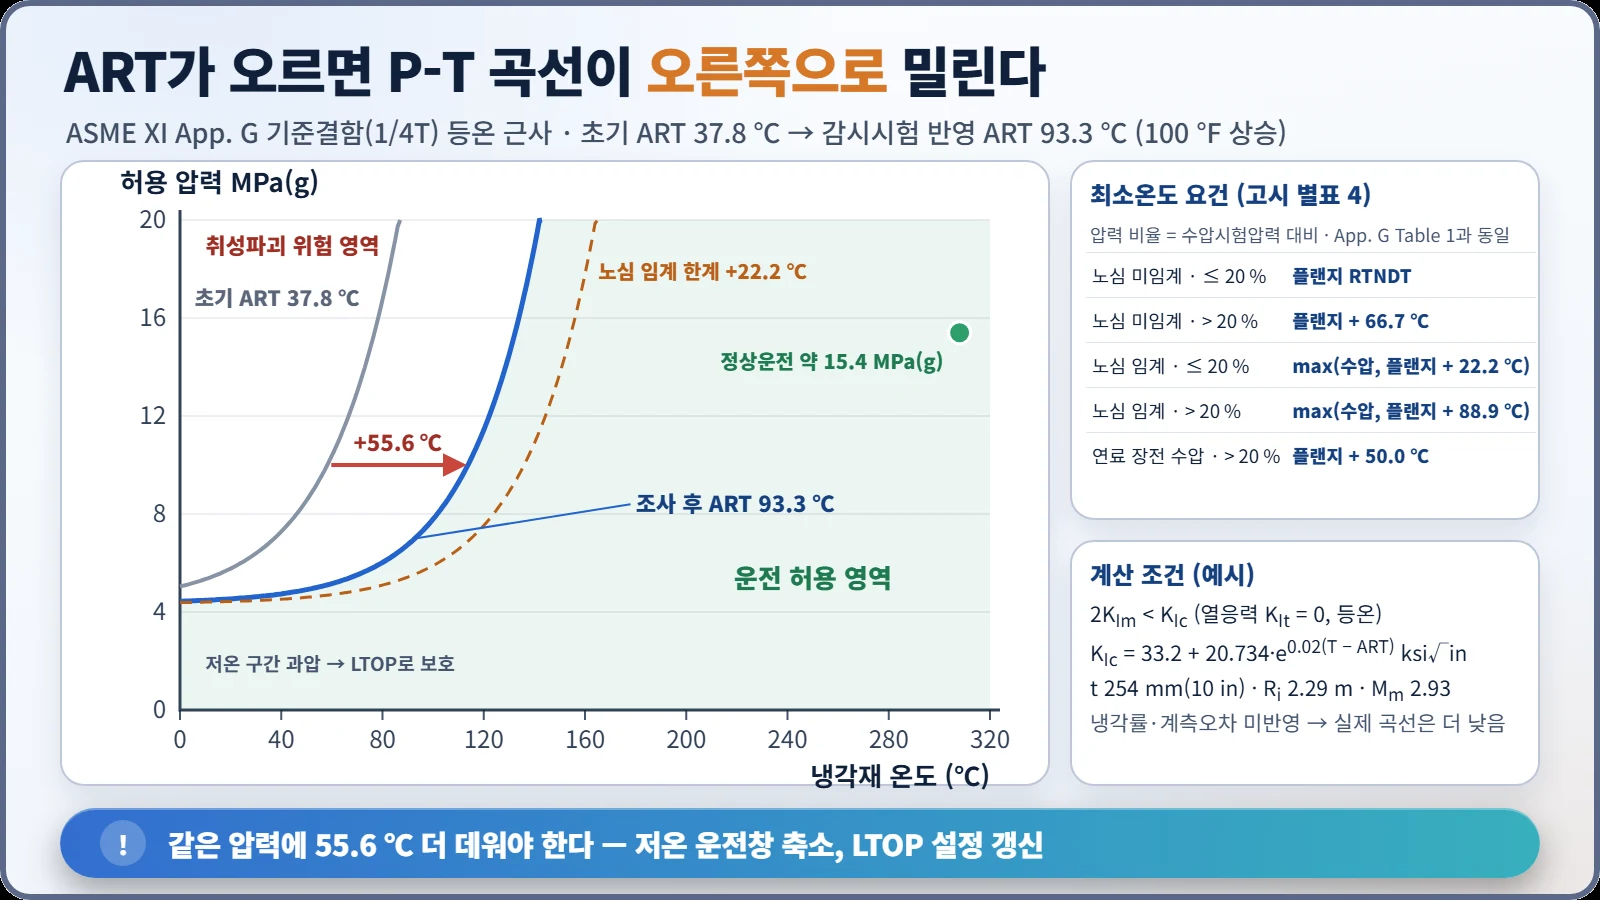 ART가 오르면 P-T 곡선이 오른쪽으로 밀린다
ASME XI App. G 기준결함(1/4T) 등온 근사 · 초기 ART 37.8 ℃ → 감시시험 반영 ART 93.3 ℃ (100 ℉ 상승)
허용 압력 MPa(g)
20
16
12
8
4
0
취성파괴 위험 영역
초기 ART 37.8 ℃
노심 임계 한계 +22.2 ℃
정상운전 약 15.4 MPa(g)
+55.6 ℃
조사 후 ART 93.3 ℃
운전 허용 영역
저온 구간 과압 → LTOP로 보호
0 40 80 120 160 200 240 280 320
냉각재 온도 (℃)
최소온도 요건 (고시 별표 4)
압력 비율 = 수압시험압력 대비 · App. G Table 1과 동일
노심 미임계 · ≤ 20 % 플랜지 RTNDT
노심 미임계 · > 20 % 플랜지 + 66.7 ℃
노심 임계 · ≤ 20 % max(수압, 플랜지 + 22.2 ℃)
노심 임계 · > 20 % max(수압, 플랜지 + 88.9 ℃)
연료 장전 수압 · > 20 % 플랜지 + 50.0 ℃
계산 조건 (예시)
2KIm < KIc (열응력 KIt = 0, 등온)
KIc = 33.2 + 20.734·e0.02(T − ART) ksi√in
t 254 mm(10 in) · Ri 2.29 m · Mm 2.93
냉각률·계측오차 미반영 → 실제 곡선은 더 낮음
! 같은 압력에 55.6 ℃ 더 데워야 한다 — 저온 운전창 축소, LTOP 설정 갱신